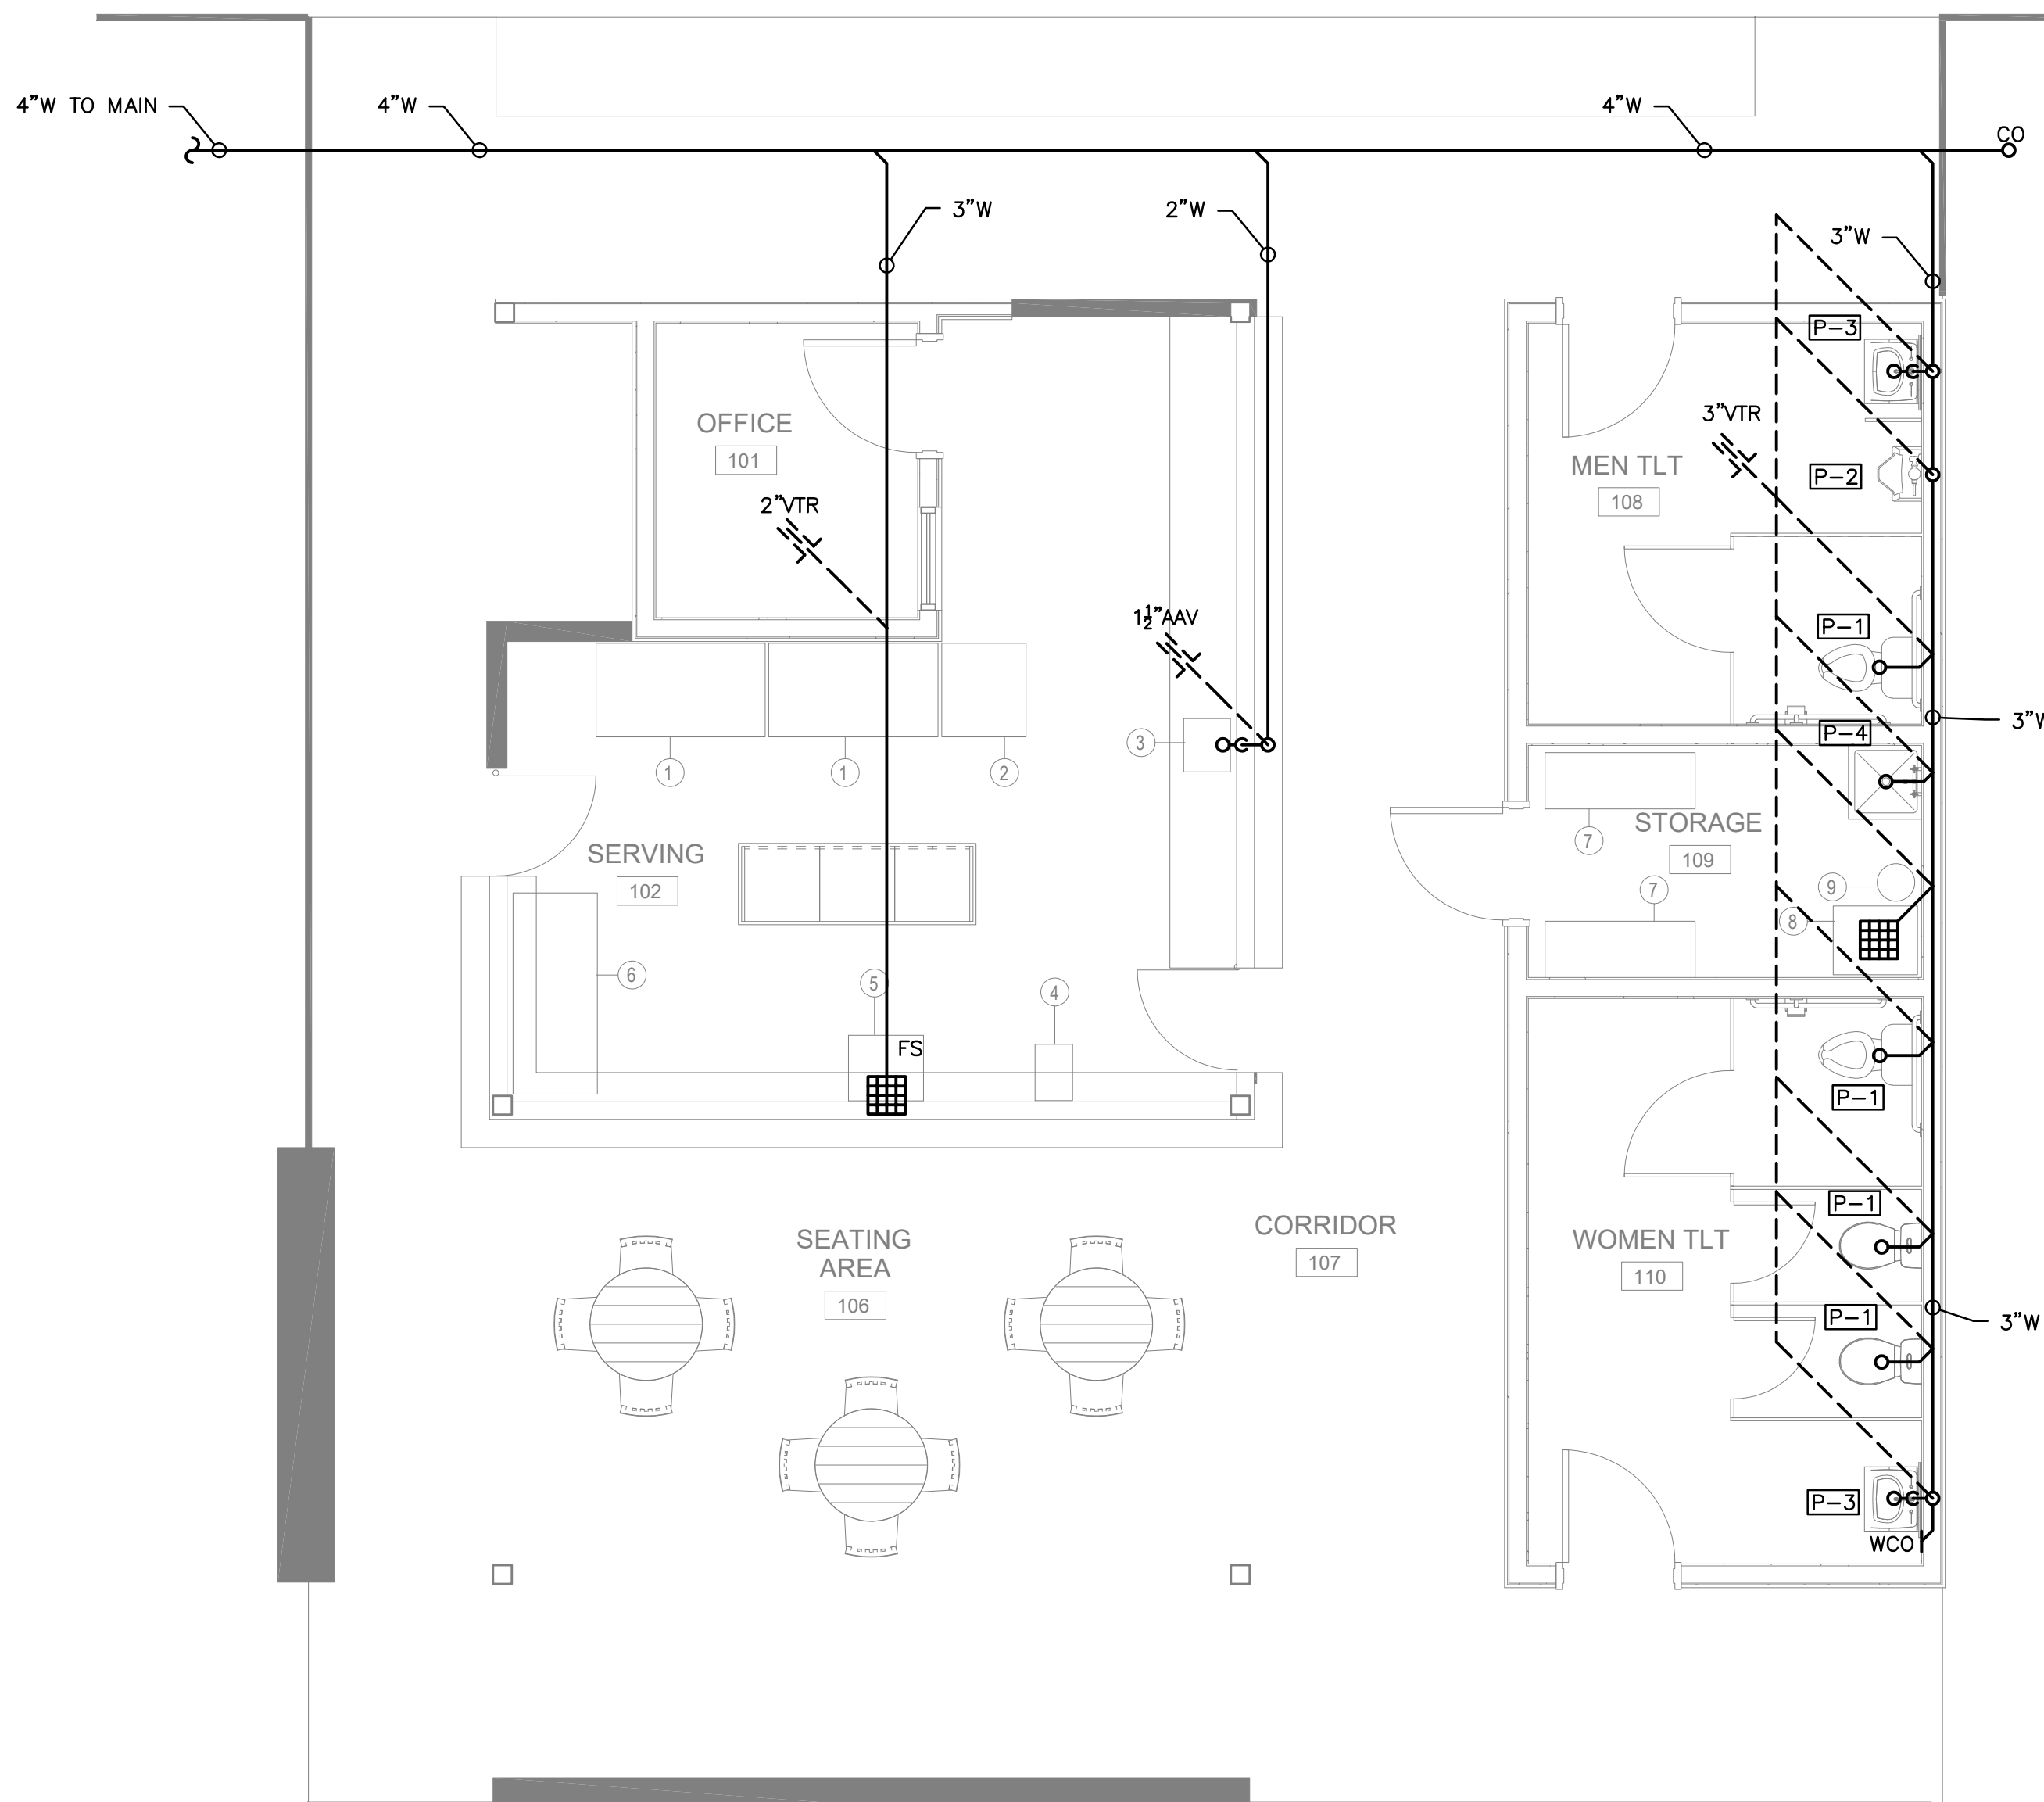 4"W TO MAIN
4"W
4"W
CO
3"W
2"W
3"W
P-3
OFFICE
101
3"VTR
MEN TLT
108
P-2
2"VTR
1½"AAV
P-1
3"W
P-4
3
1
1
2
STORAGE
109
7
SERVING
102
7
9
8
6
5
4
FS
P-1
P-1
CORRIDOR
107
SEATING
AREA
106
WOMEN TLT
110
P-1
3"W
P-3
WCO